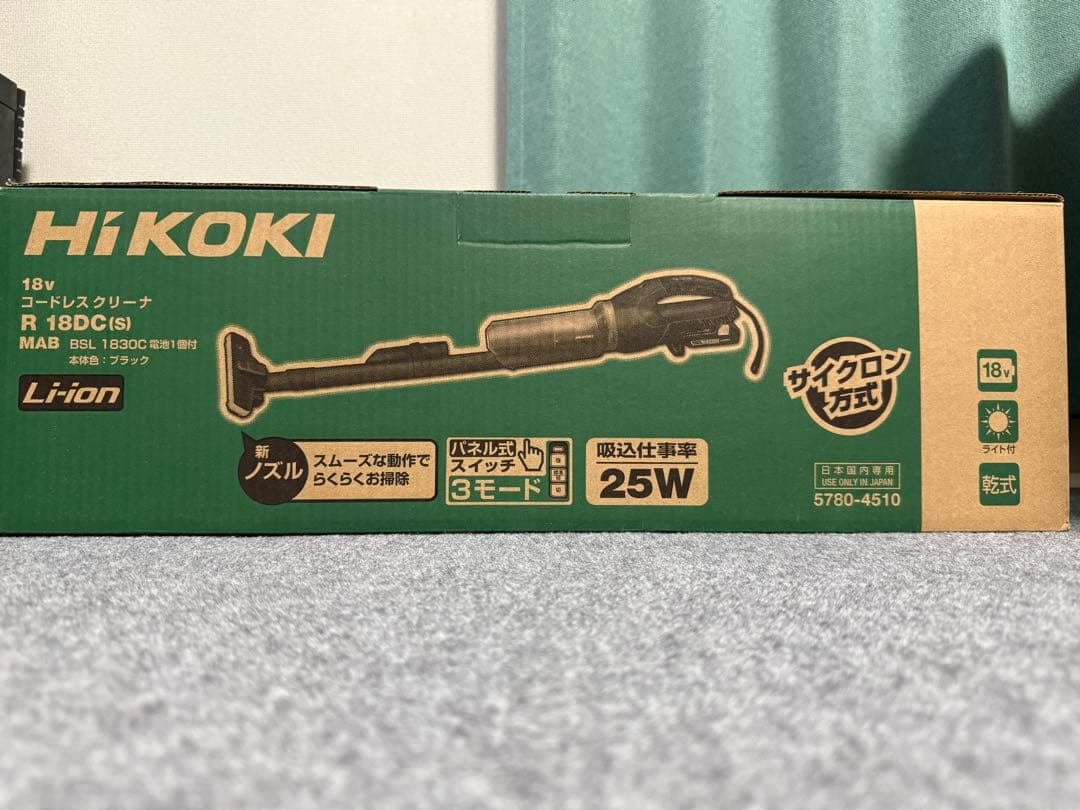 HiKOKI
18v
コードレス クリーナ
R 18DC(S)
MAB BSL 1830C 電池1個付
本体色：ブラック
Li-ion
HiKOKI
新
ノズル
スムーズな動作で
らくらくお掃除
パネル式
スイッチ
3モード
吸込仕事率
25W
サイクロン
方式
日本国内専用
USE ONLY IN JAPAN
5780-4510
18v
ライト付
乾式